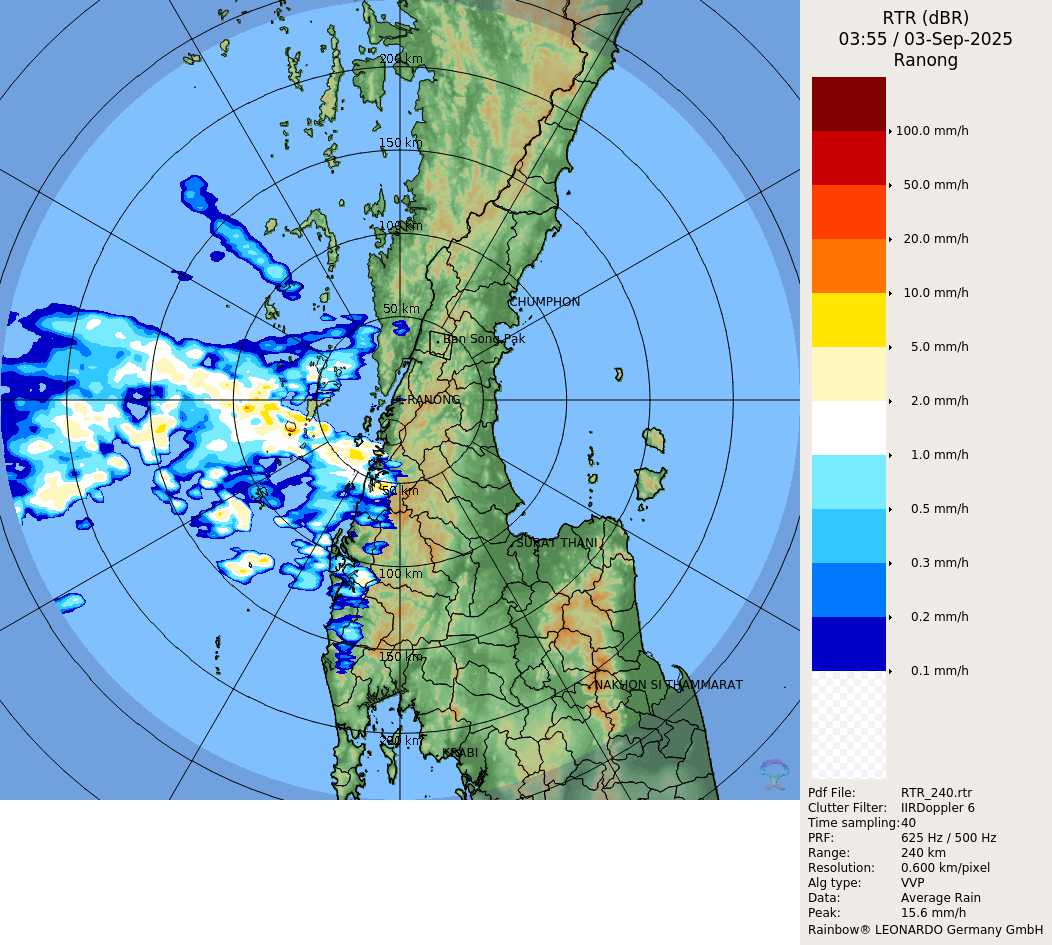 RTR (dBR)
03:55 / 03-Sep-2025
Ranong
200 km
150 km
100 km
50 km
CHUMPHON
Ban Song Pak
RANONG
50 km
SURAT THANI
100 km
150 km
NAKHON SI THAMMARAT
200 km
KRABI
100.0 mm/h
50.0 mm/h
20.0 mm/h
10.0 mm/h
5.0 mm/h
2.0 mm/h
1.0 mm/h
0.5 mm/h
0.3 mm/h
0.2 mm/h
0.1 mm/h
Pdf File: RTR_240.rtr
Clutter Filter: IIRDoppler 6
Time sampling: 40
PRF: 625 Hz / 500 Hz
Range: 240 km
Resolution: 0.600 km/pixel
Alg type: VVP
Data: Average Rain
Peak: 15.6 mm/h
Rainbow® LEONARDO Germany GmbH